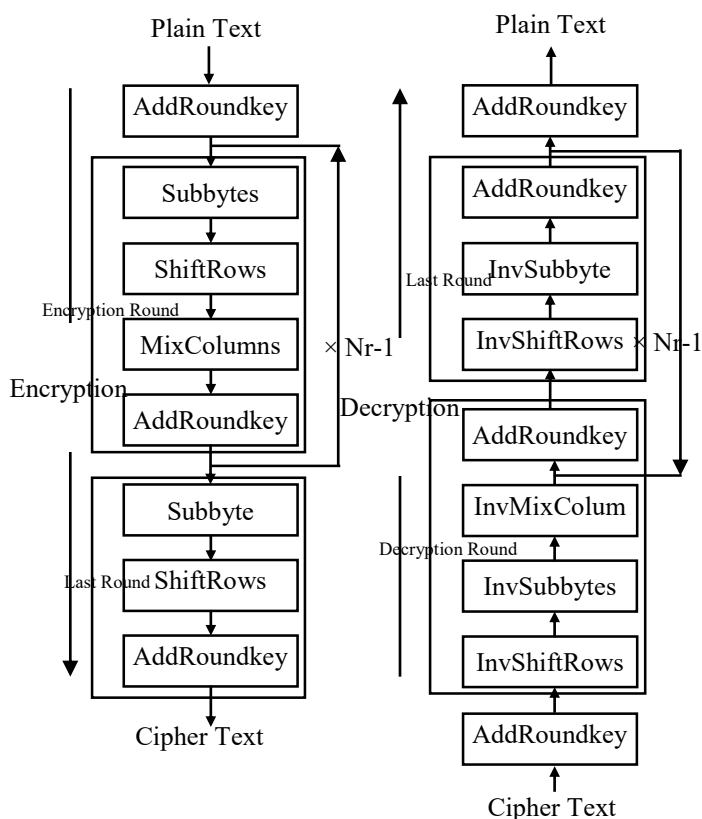 Plain Text
AddRoundkey
Subbytes
ShiftRows
Encryption Round
MixColumns
× Nr-1
Encryption
AddRoundkey
Subbyte
Last Round
ShiftRows
AddRoundkey
Cipher Text
Plain Text
AddRoundkey
AddRoundkey
InvSubbyte
Last Round
InvShiftRows
× Nr-1
Decryption
AddRoundkey
InvMixColum
Decryption Round
InvSubbytes
InvShiftRows
AddRoundkey
Cipher Text